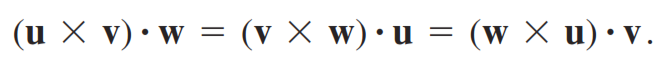 (u × v) · w = (v × w) · u = (w × u) · v.